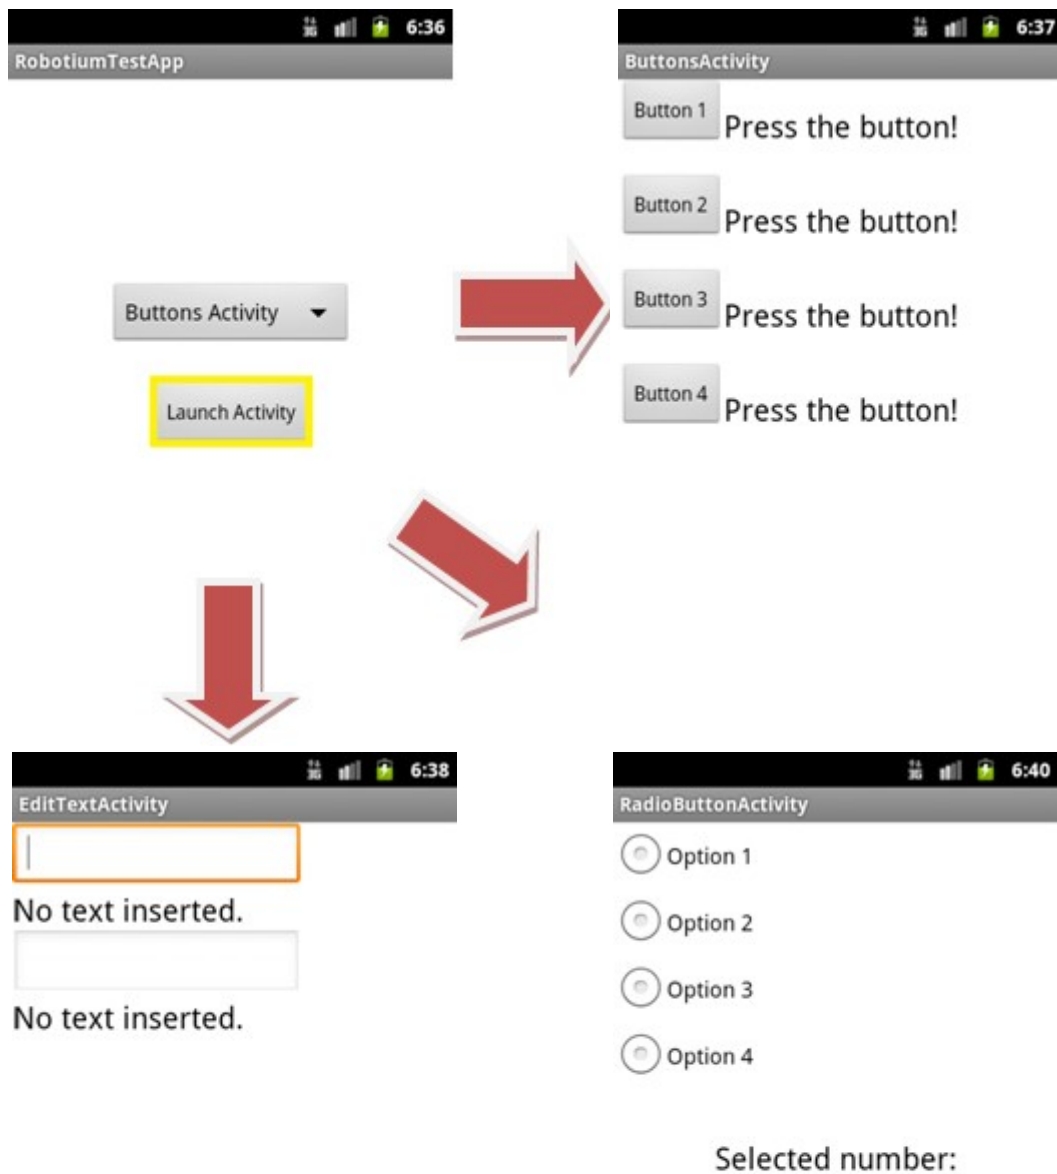 6:36
RobotiumTestApp
Buttons Activity
Launch Activity
6:37
ButtonsActivity
Button 1 Press the button!
Button 2 Press the button!
Button 3 Press the button!
Button 4 Press the button!
6:38
EditTextActivity
No text inserted.
No text inserted.
6:40
RadioButtonActivity
Option 1
Option 2
Option 3
Option 4
Selected number: